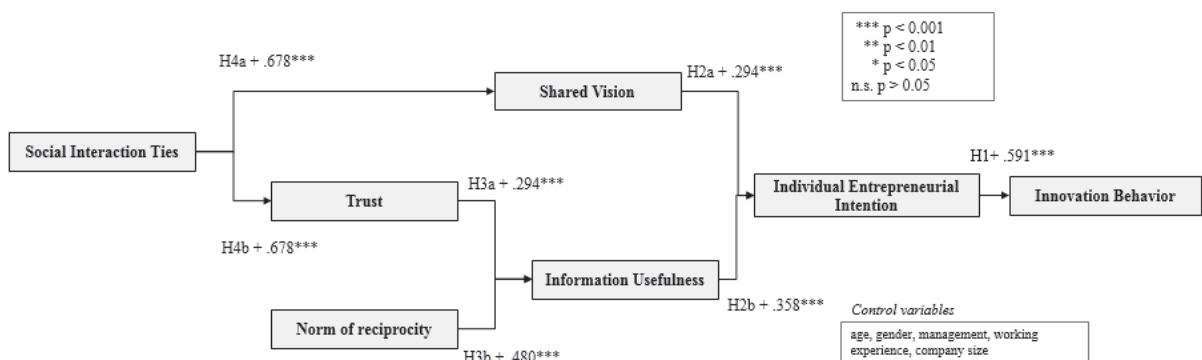 *** p < 0.001
** p < 0.01
* p < 0.05
n.s. p > 0.05
H4a + .678***
H2a + .294***
Shared Vision
Social Interaction Ties
H1+ .591***
H3a + .294***
Trust
Individual Entrepreneurial
Intention
Innovation Behavior
H4b + .678***
Information Usefulness
H2b + .358***
Norm of reciprocity
H3b + .480***
Control variables
age, gender, management, working
experience, company size